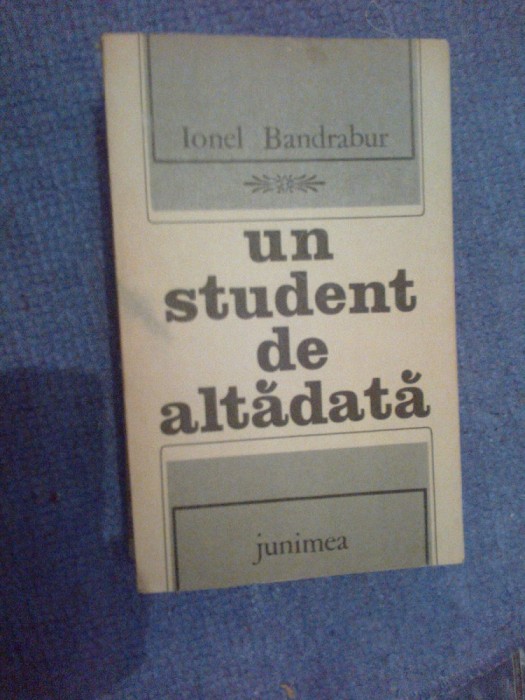 Ionel Bandrabur
un
student
de
altădată
junimea